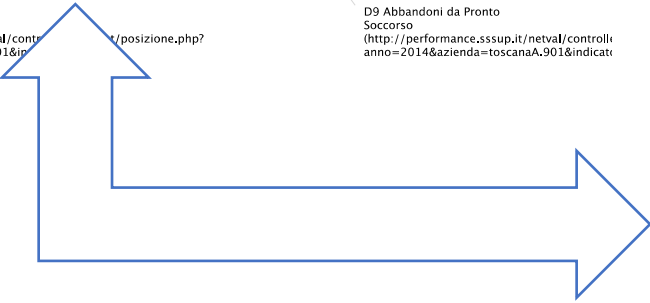 al/contr t/posizione.php?
01&in
D9 Abbandoni da Pronto
Soccorso
(http://performance.sssup.it/netval/controlle
anno=2014&azienda=toscanaA.901&indicato